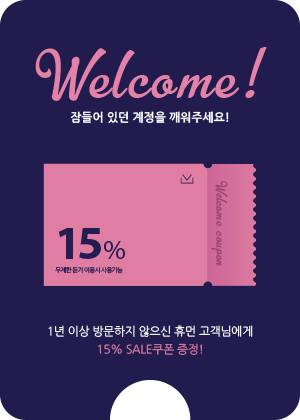 Welcome!
잠들어 있던 계정을 깨워주세요!
Welcome coupon
15%
무제한 듣기 이용시 사용가능
1년 이상 방문하지 않으신 휴먼 고객님에게
15% SALE쿠폰 증정!